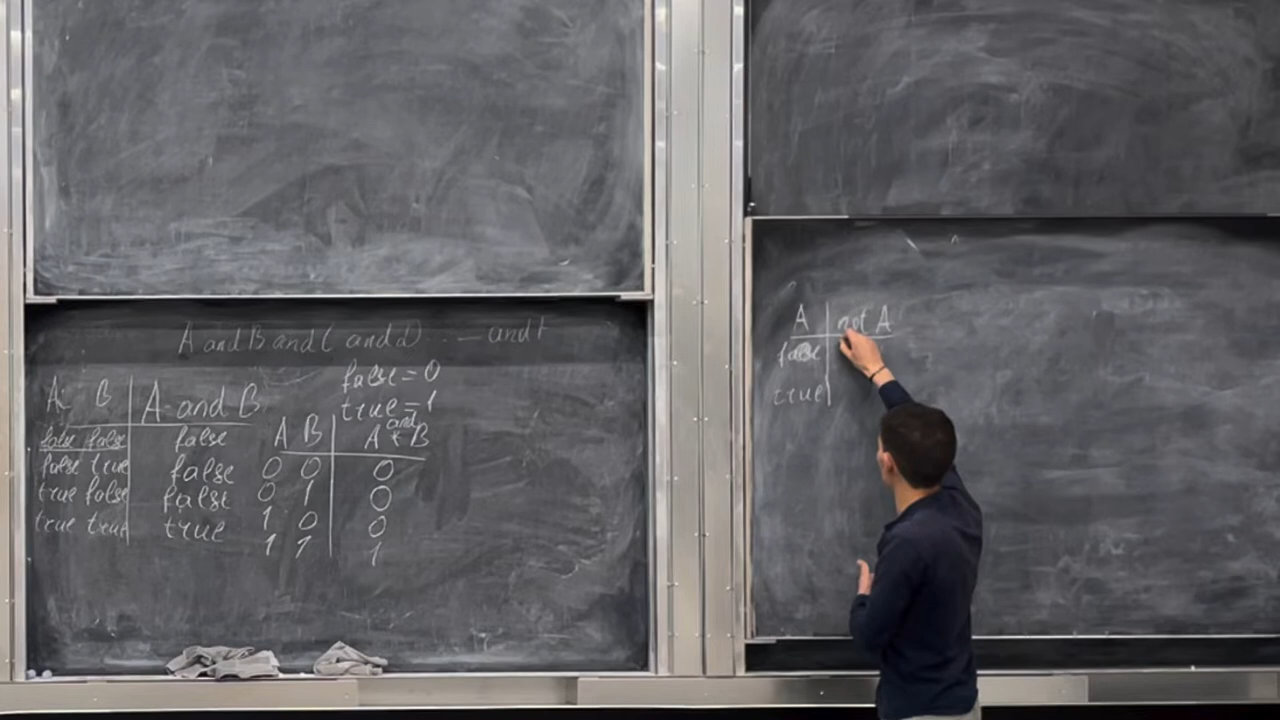 A and B and ( and D) ... and
false = 0
true = 1
A B | A and B
false false | false
false true | false
true false | false
true true | true
and
A B | A * B
0 0 | 0
0 1 | 0
1 0 | 0
1 1 | 1
A | not A
false
true